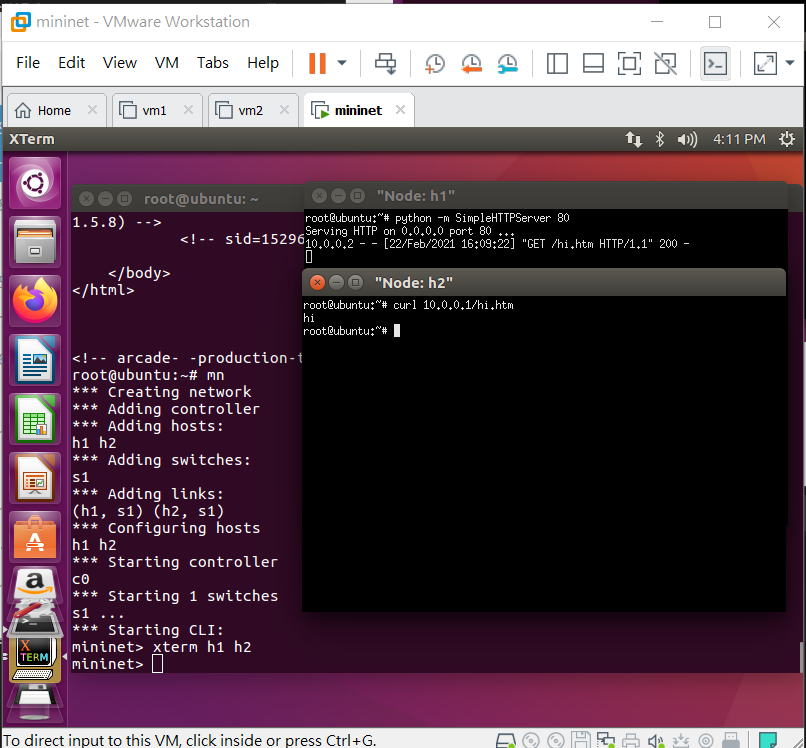 mininet - VMware Workstation
File Edit View VM Tabs Help
Home vm1 vm2 mininet
XTerm 4:11 PM
root@ubuntu: ~
1.5.8) -->
<!-- sid=15296
</body>
</html>
<!-- arcade- -production-t
root@ubuntu:~# mn
*** Creating network
*** Adding controller
*** Adding hosts:
h1 h2
*** Adding switches:
s1
*** Adding links:
(h1, s1) (h2, s1)
*** Configuring hosts
h1 h2
*** Starting controller
c0
*** Starting 1 switches
s1 ...
*** Starting CLI:
mininet> xterm h1 h2
mininet>
"Node: h1"
root@ubuntu:~# python -m SimpleHTTPServer 80
Serving HTTP on 0.0.0.0 port 80 ...
10.0.0.2 - - [22/Feb/2021 16:09:22] "GET /hi.htm HTTP/1.1" 200 -
"Node: h2"
root@ubuntu:~# curl 10.0.0.1/hi.htm
hi
root@ubuntu:~#
X
TERM
To direct input to this VM, click inside or press Ctrl+G.